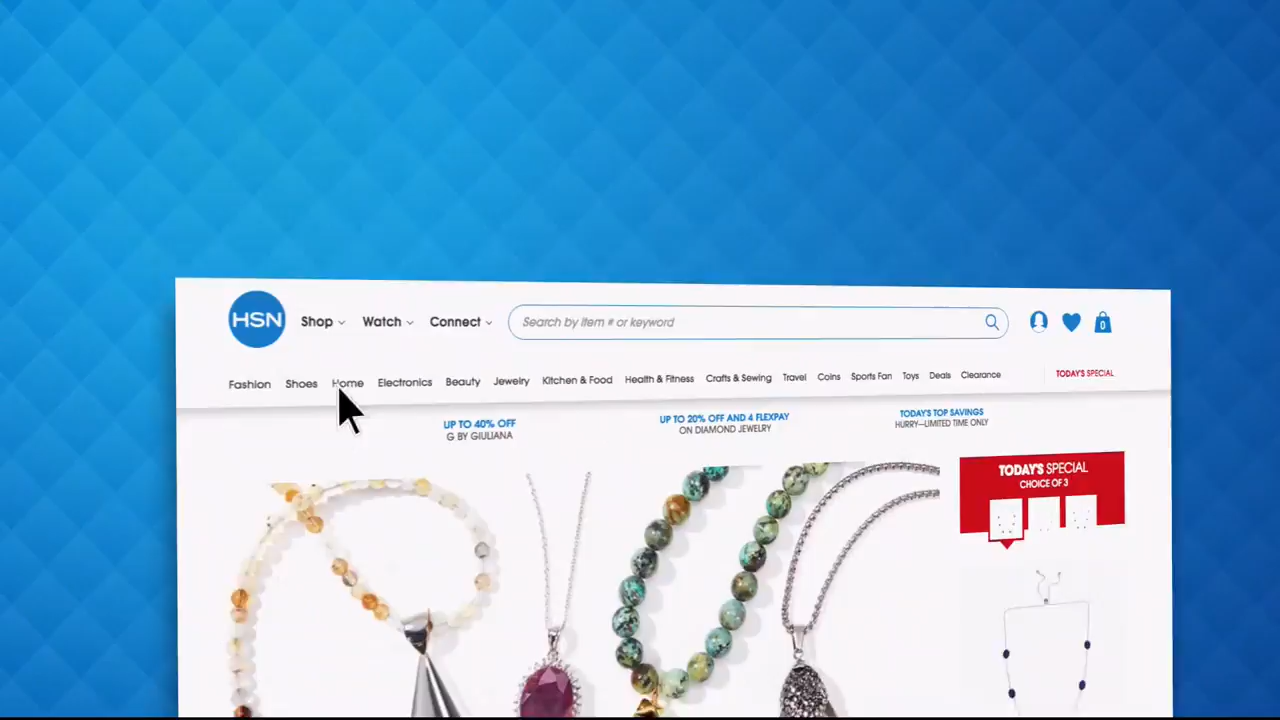 HSN Shop Watch Connect Search by item # or keyword 0
Fashion Shoes Home Electronics Beauty Jewelry Kitchen & Food Health & Fitness Crafts & Sewing Travel Coins Sports Fan Toys Deals Clearance TODAY'S SPECIAL
UP TO 40% OFF
G BY GIULIANA
UP TO 20% OFF AND 4 FLEXPAY
ON DIAMOND JEWELRY
TODAY'S TOP SAVINGS
HURRY—LIMITED TIME ONLY
TODAY'S SPECIAL
CHOICE OF 3